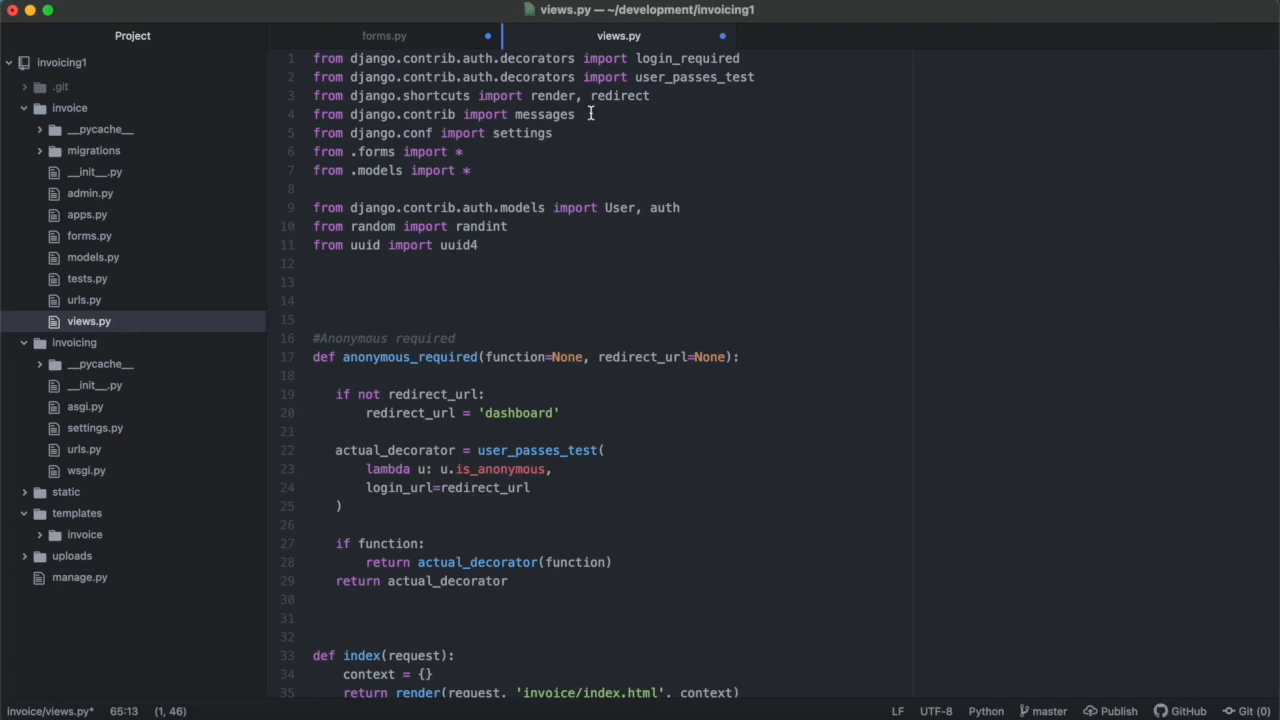 views.py — ~/development/invoicing1
Project
forms.py
views.py
invoicing1
.git
invoice
__pycache__
migrations
__init__.py
admin.py
apps.py
forms.py
models.py
tests.py
urls.py
views.py
invoicing
__pycache__
__init__.py
asgi.py
settings.py
urls.py
wsgi.py
static
templates
invoice
uploads
manage.py
1 from django.contrib.auth.decorators import login_required
2 from django.contrib.auth.decorators import user_passes_test
3 from django.shortcuts import render, redirect
4 from django.contrib import messages
5 from django.conf import settings
6 from .forms import *
7 from .models import *
8
9 from django.contrib.auth.models import User, auth
10 from random import randint
11 from uuid import uuid4
12
13
14
15
16 #Anonymous required
17 def anonymous_required(function=None, redirect_url=None):
18
19 if not redirect_url:
20 redirect_url = 'dashboard'
21
22 actual_decorator = user_passes_test(
23 lambda u: u.is_anonymous,
24 login_url=redirect_url
25 )
26
27 if function:
28 return actual_decorator(function)
29 return actual_decorator
30
31
32
33 def index(request):
34 context = {}
35 return render(request, 'invoice/index.html', context)
invoice/views.py* 65:13 (1, 46) LF UTF-8 Python master Publish GitHub Git (0)